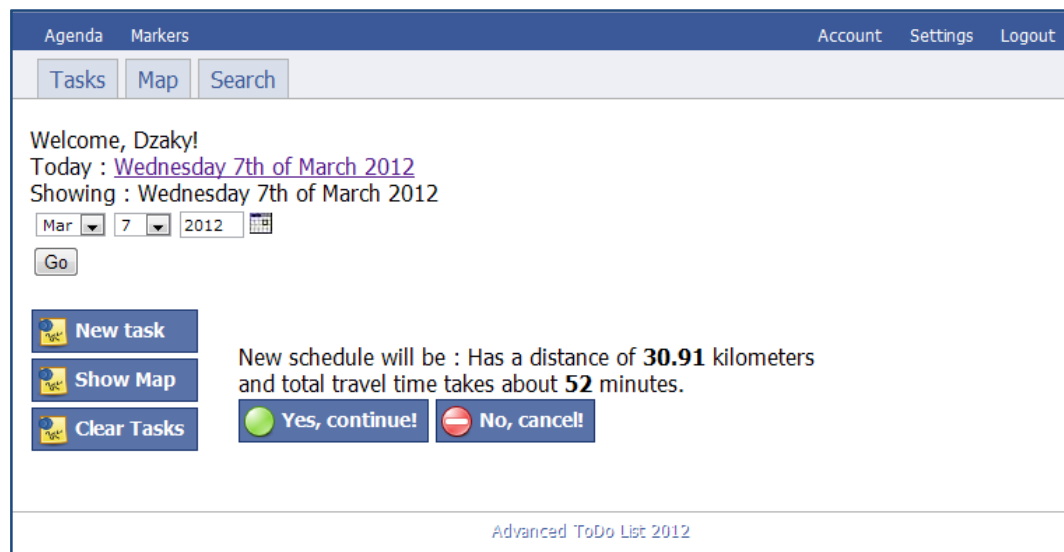 Agenda Markers Account Settings Logout
Tasks Map Search
Welcome, Dzaky!
Today : Wednesday 7th of March 2012
Showing : Wednesday 7th of March 2012
Mar 7 2012
Go
New task
Show Map
Clear Tasks
New schedule will be : Has a distance of 30.91 kilometers
and total travel time takes about 52 minutes.
Yes, continue! No, cancel!
Advanced ToDo List 2012